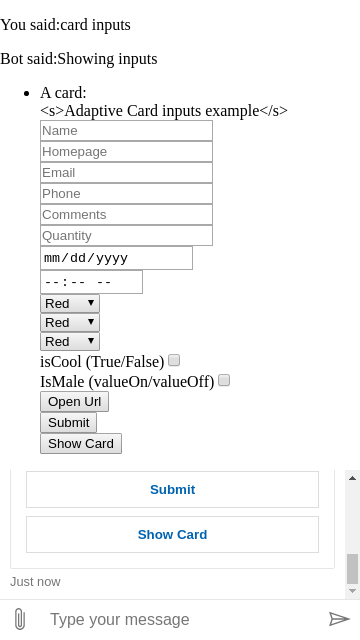 You said:card inputs
Bot said:Showing inputs
A card:
<s>Adaptive Card inputs example</s>
Name
Homepage
Email
Phone
Comments
Quantity
mm/dd/yyyy
--:-- --
Red
Red
Red
isCool (True/False)
IsMale (valueOn/valueOff)
Open Url
Submit
Show Card
Submit
Show Card
Just now
Type your message